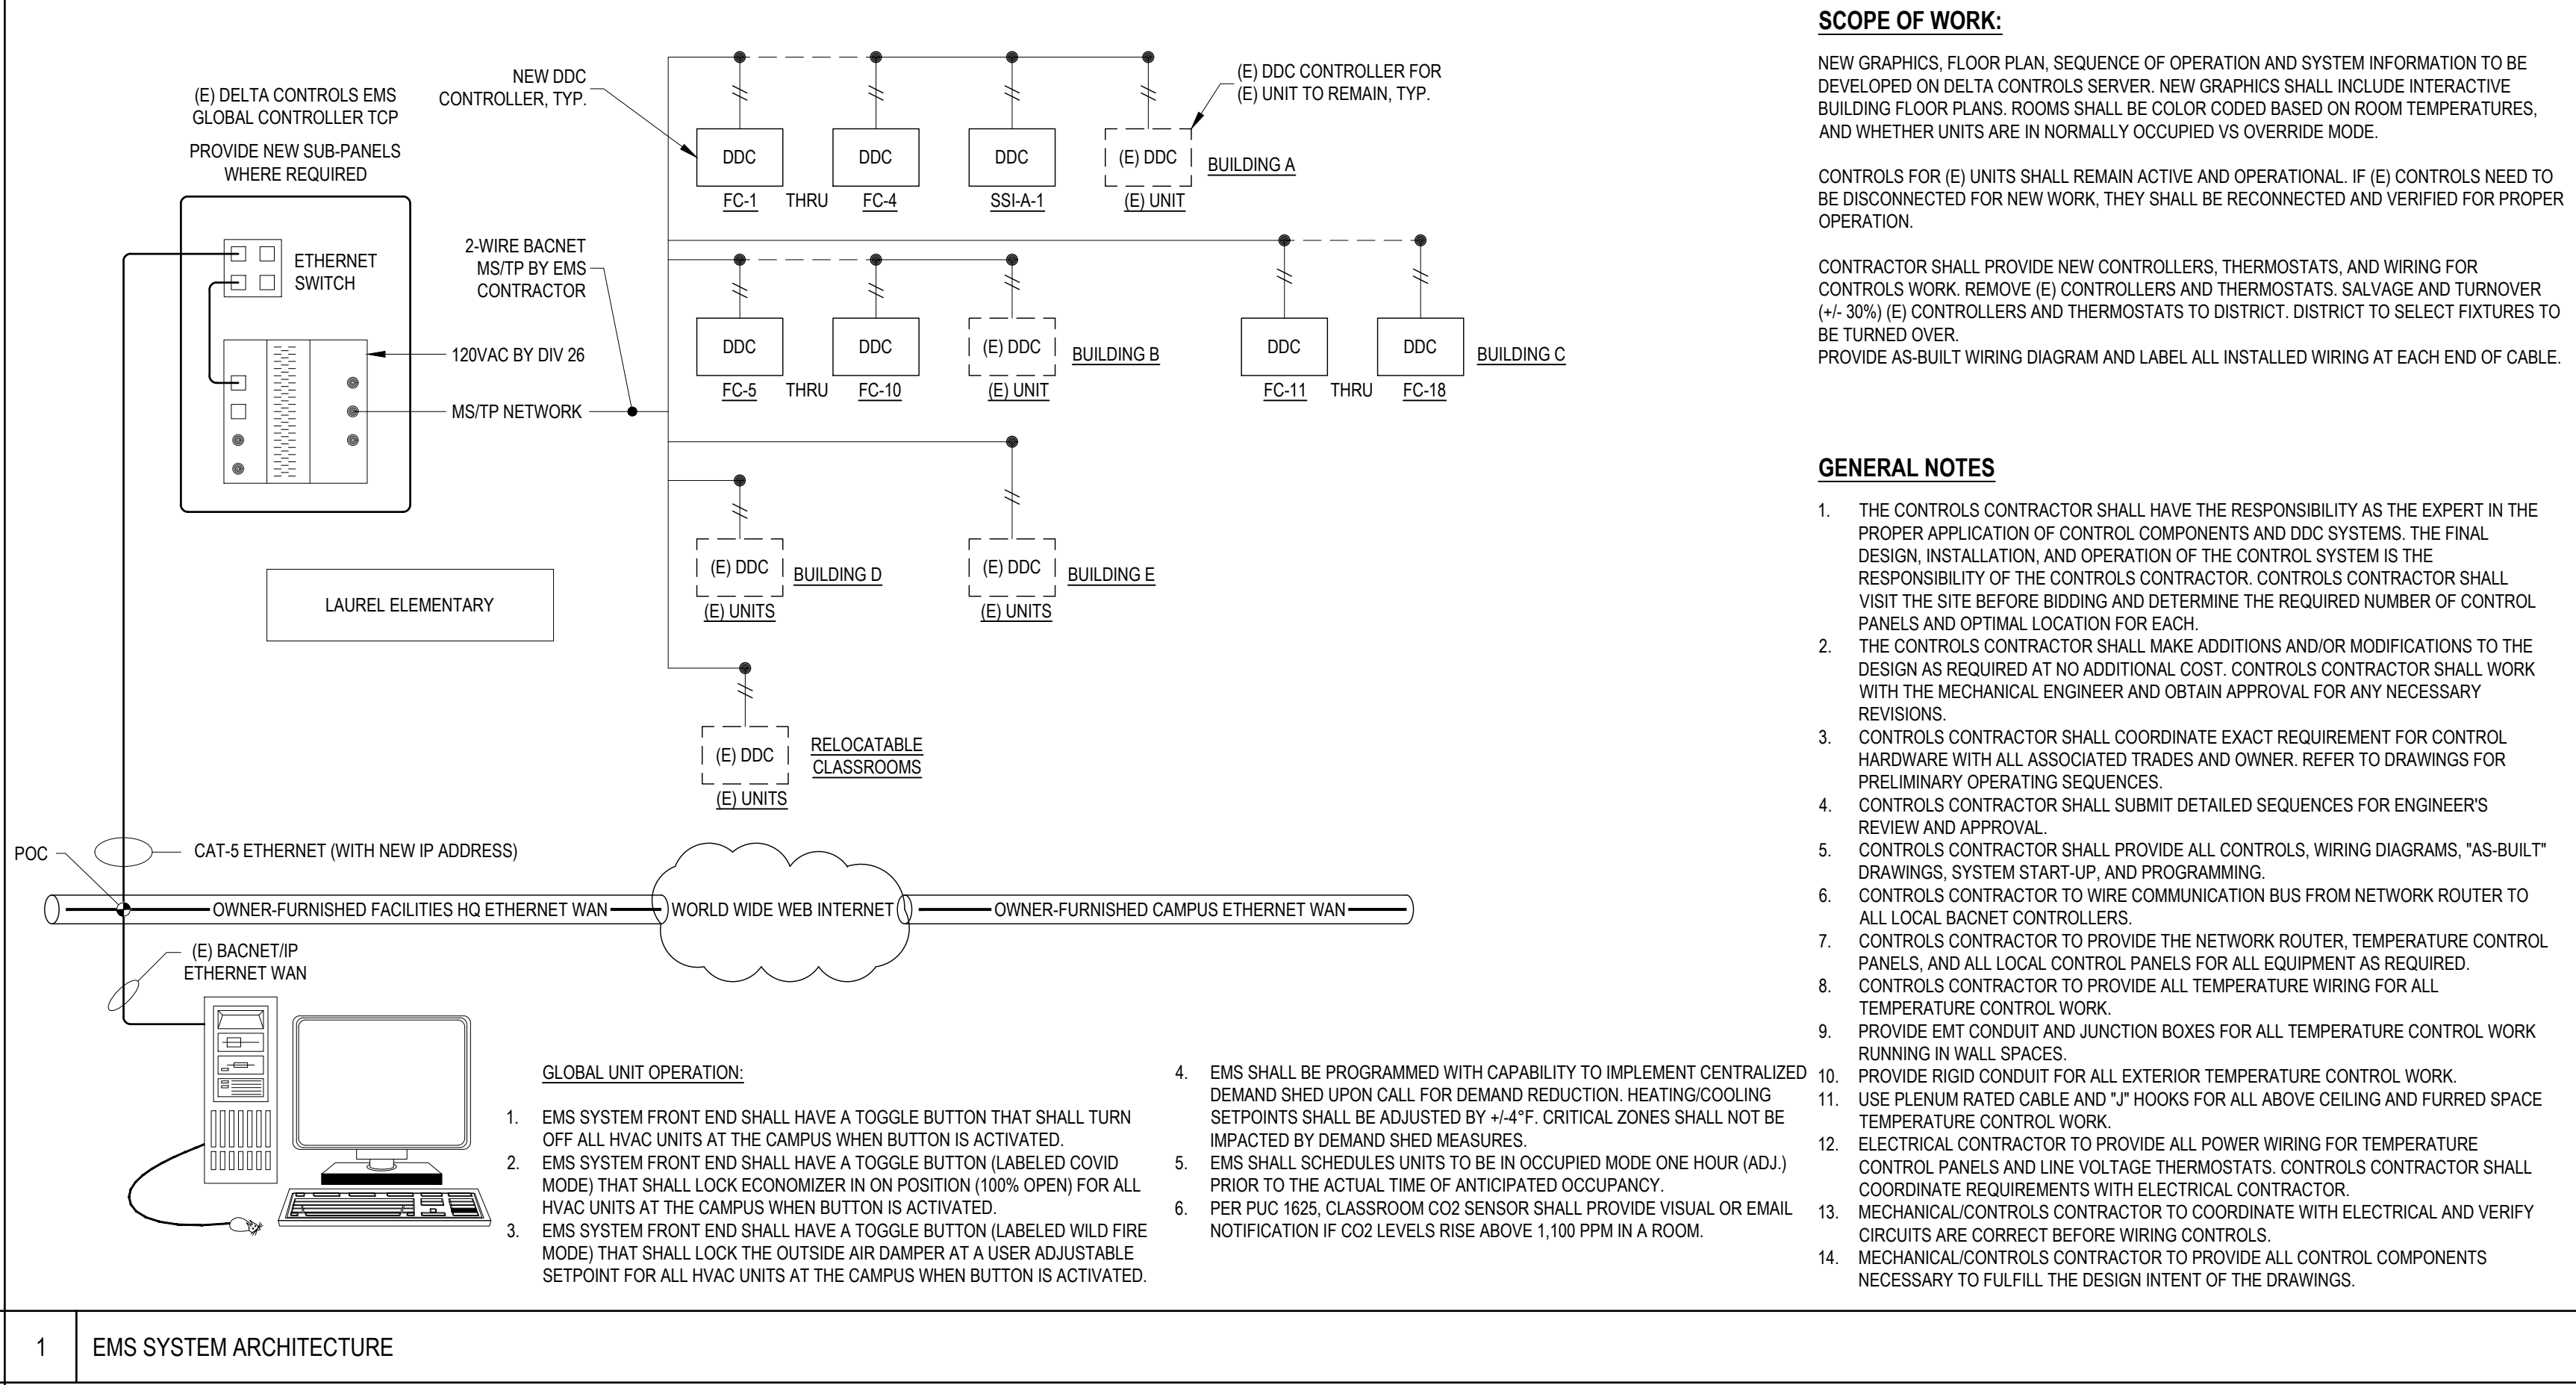 (E) DELTA CONTROLS EMS
GLOBAL CONTROLLER TCP
PROVIDE NEW SUB-PANELS
WHERE REQUIRED
ETHERNET
SWITCH
120VAC BY DIV 26
MS/TP NETWORK
2-WIRE BACNET
MS/TP BY EMS
CONTRACTOR
NEW DDC
CONTROLLER, TYP.
(E) DDC CONTROLLER FOR
(E) UNIT TO REMAIN, TYP.
DDC
DDC
DDC
(E) DDC
BUILDING A
FC-1
THRU
FC-4
SSI-A-1
(E) UNIT
DDC
DDC
(E) DDC
BUILDING B
DDC
DDC
BUILDING C
FC-5
THRU
FC-10
(E) UNIT
FC-11
THRU
FC-18
(E) DDC
BUILDING D
(E) UNITS
(E) DDC
BUILDING E
(E) UNITS
LAUREL ELEMENTARY
(E) DDC
RELOCATABLE
CLASSROOMS
(E) UNITS
POC
CAT-5 ETHERNET (WITH NEW IP ADDRESS)
OWNER-FURNISHED FACILITIES HQ ETHERNET WAN
WORLD WIDE WEB INTERNET
OWNER-FURNISHED CAMPUS ETHERNET WAN
(E) BACNET/IP
ETHERNET WAN
GLOBAL UNIT OPERATION:
1. EMS SYSTEM FRONT END SHALL HAVE A TOGGLE BUTTON THAT SHALL TURN
OFF ALL HVAC UNITS AT THE CAMPUS WHEN BUTTON IS ACTIVATED.
2. EMS SYSTEM FRONT END SHALL HAVE A TOGGLE BUTTON (LABELED COVID
MODE) THAT SHALL LOCK ECONOMIZER IN ON POSITION (100% OPEN) FOR ALL
HVAC UNITS AT THE CAMPUS WHEN BUTTON IS ACTIVATED.
3. EMS SYSTEM FRONT END SHALL HAVE A TOGGLE BUTTON (LABELED WILD FIRE
MODE) THAT SHALL LOCK THE OUTSIDE AIR DAMPER AT A USER ADJUSTABLE
SETPOINT FOR ALL HVAC UNITS AT THE CAMPUS WHEN BUTTON IS ACTIVATED.
4. EMS SHALL BE PROGRAMMED WITH CAPABILITY TO IMPLEMENT CENTRALIZED
DEMAND SHED UPON CALL FOR DEMAND REDUCTION. HEATING/COOLING
SETPOINTS SHALL BE ADJUSTED BY +/-4°F. CRITICAL ZONES SHALL NOT BE
IMPACTED BY DEMAND SHED MEASURES.
5. EMS SHALL SCHEDULES UNITS TO BE IN OCCUPIED MODE ONE HOUR (ADJ.)
PRIOR TO THE ACTUAL TIME OF ANTICIPATED OCCUPANCY.
6. PER PUC 1625, CLASSROOM CO2 SENSOR SHALL PROVIDE VISUAL OR EMAIL
NOTIFICATION IF CO2 LEVELS RISE ABOVE 1,100 PPM IN A ROOM.
SCOPE OF WORK:
NEW GRAPHICS, FLOOR PLAN, SEQUENCE OF OPERATION AND SYSTEM INFORMATION TO BE
DEVELOPED ON DELTA CONTROLS SERVER. NEW GRAPHICS SHALL INCLUDE INTERACTIVE
BUILDING FLOOR PLANS. ROOMS SHALL BE COLOR CODED BASED ON ROOM TEMPERATURES,
AND WHETHER UNITS ARE IN NORMALLY OCCUPIED VS OVERRIDE MODE.
CONTROLS FOR (E) UNITS SHALL REMAIN ACTIVE AND OPERATIONAL. IF (E) CONTROLS NEED TO
BE DISCONNECTED FOR NEW WORK, THEY SHALL BE RECONNECTED AND VERIFIED FOR PROPER
OPERATION.
CONTRACTOR SHALL PROVIDE NEW CONTROLLERS, THERMOSTATS, AND WIRING FOR
CONTROLS WORK. REMOVE (E) CONTROLLERS AND THERMOSTATS. SALVAGE AND TURNOVER
(+/- 30%) (E) CONTROLLERS AND THERMOSTATS TO DISTRICT. DISTRICT TO SELECT FIXTURES TO
BE TURNED OVER.
PROVIDE AS-BUILT WIRING DIAGRAM AND LABEL ALL INSTALLED WIRING AT EACH END OF CABLE.
GENERAL NOTES
1. THE CONTROLS CONTRACTOR SHALL HAVE THE RESPONSIBILITY AS THE EXPERT IN THE
PROPER APPLICATION OF CONTROL COMPONENTS AND DDC SYSTEMS. THE FINAL
DESIGN, INSTALLATION, AND OPERATION OF THE CONTROL SYSTEM IS THE
RESPONSIBILITY OF THE CONTROLS CONTRACTOR. CONTROLS CONTRACTOR SHALL
VISIT THE SITE BEFORE BIDDING AND DETERMINE THE REQUIRED NUMBER OF CONTROL
PANELS AND OPTIMAL LOCATION FOR EACH.
2. THE CONTROLS CONTRACTOR SHALL MAKE ADDITIONS AND/OR MODIFICATIONS TO THE
DESIGN AS REQUIRED AT NO ADDITIONAL COST. CONTROLS CONTRACTOR SHALL WORK
WITH THE MECHANICAL ENGINEER AND OBTAIN APPROVAL FOR ANY NECESSARY
REVISIONS.
3. CONTROLS CONTRACTOR SHALL COORDINATE EXACT REQUIREMENT FOR CONTROL
HARDWARE WITH ALL ASSOCIATED TRADES AND OWNER. REFER TO DRAWINGS FOR
PRELIMINARY OPERATING SEQUENCES.
4. CONTROLS CONTRACTOR SHALL SUBMIT DETAILED SEQUENCES FOR ENGINEER'S
REVIEW AND APPROVAL.
5. CONTROLS CONTRACTOR SHALL PROVIDE ALL CONTROLS, WIRING DIAGRAMS, "AS-BUILT"
DRAWINGS, SYSTEM START-UP, AND PROGRAMMING.
6. CONTROLS CONTRACTOR TO WIRE COMMUNICATION BUS FROM NETWORK ROUTER TO
ALL LOCAL BACNET CONTROLLERS.
7. CONTROLS CONTRACTOR TO PROVIDE THE NETWORK ROUTER, TEMPERATURE CONTROL
PANELS, AND ALL LOCAL CONTROL PANELS FOR ALL EQUIPMENT AS REQUIRED.
8. CONTROLS CONTRACTOR TO PROVIDE ALL TEMPERATURE WIRING FOR ALL
TEMPERATURE CONTROL WORK.
9. PROVIDE EMT CONDUIT AND JUNCTION BOXES FOR ALL TEMPERATURE CONTROL WORK
RUNNING IN WALL SPACES.
10. PROVIDE RIGID CONDUIT FOR ALL EXTERIOR TEMPERATURE CONTROL WORK.
11. USE PLENUM RATED CABLE AND "J" HOOKS FOR ALL ABOVE CEILING AND FURRED SPACE
TEMPERATURE CONTROL WORK.
12. ELECTRICAL CONTRACTOR TO PROVIDE ALL POWER WIRING FOR TEMPERATURE
CONTROL PANELS AND LINE VOLTAGE THERMOSTATS. CONTROLS CONTRACTOR SHALL
COORDINATE REQUIREMENTS WITH ELECTRICAL CONTRACTOR.
13. MECHANICAL/CONTROLS CONTRACTOR TO COORDINATE WITH ELECTRICAL AND VERIFY
CIRCUITS ARE CORRECT BEFORE WIRING CONTROLS.
14. MECHANICAL/CONTROLS CONTRACTOR TO PROVIDE ALL CONTROL COMPONENTS
NECESSARY TO FULFILL THE DESIGN INTENT OF THE DRAWINGS.
1 EMS SYSTEM ARCHITECTURE